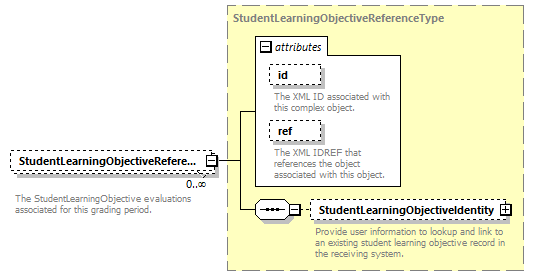 StudentLearningObjectiveReferenceType
attributes
id
The XML ID associated with
this complex object.
ref
The XML IDREF that
references the object
associated with this object.
StudentLearningObjectiveRefere...
0..∞
The StudentLearningObjective evaluations
associated for this grading period.
StudentLearningObjectiveIdentity
Provide user information to lookup and link to
an existing student learning objective record in
the receiving system.